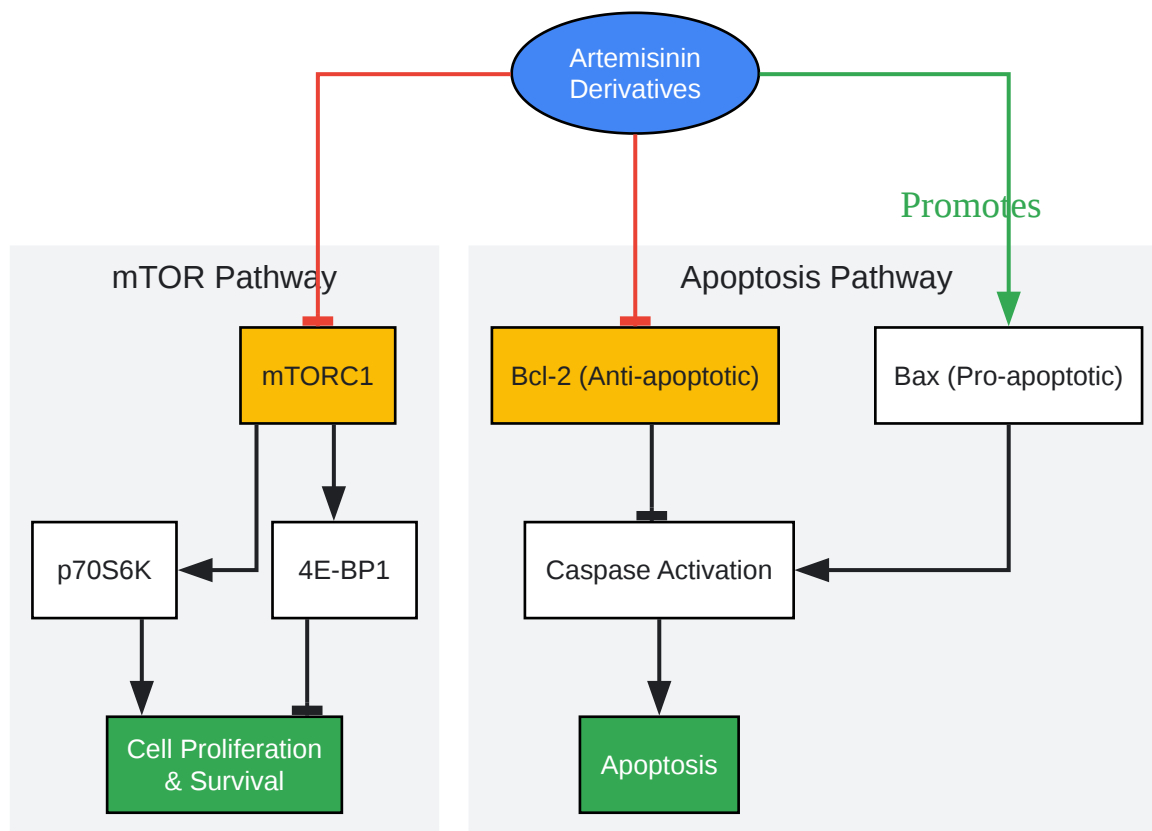 Artemisinin
Derivatives
Promotes
mTOR Pathway
Apoptosis Pathway
mTORC1
Bcl-2 (Anti-apoptotic)
Bax (Pro-apoptotic)
p70S6K
4E-BP1
Caspase Activation
Cell Proliferation
& Survival
Apoptosis